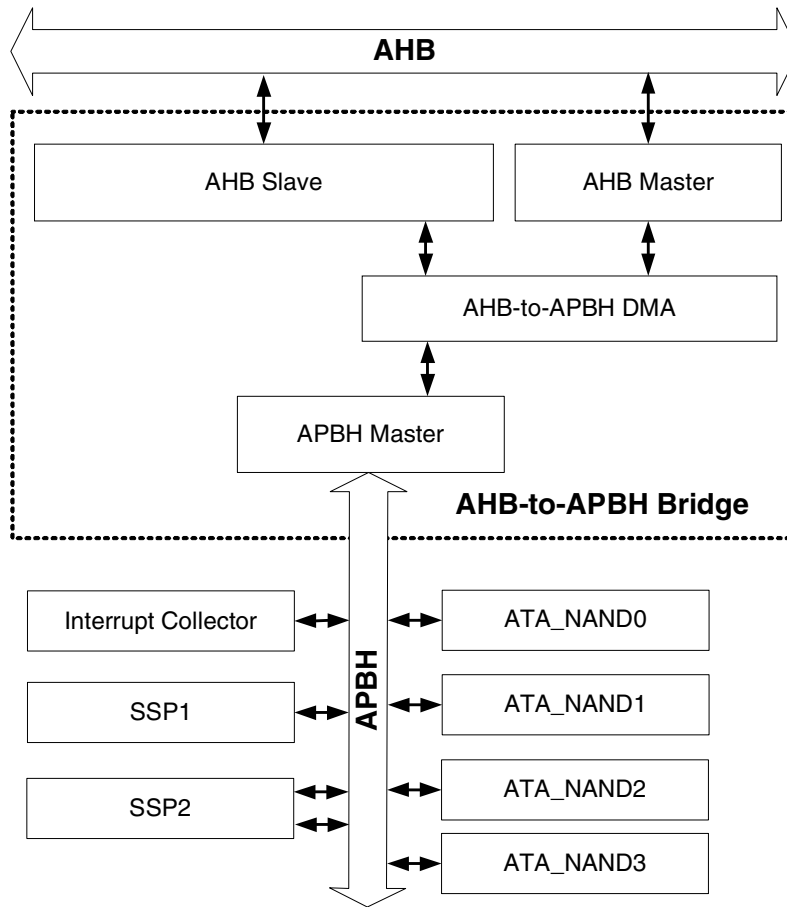 AHB
AHB Slave
AHB Master
AHB-to-APBH DMA
APBH Master
AHB-to-APBH Bridge
Interrupt Collector
ATA_NAND0
APBH
SSP1
ATA_NAND1
SSP2
ATA_NAND2
ATA_NAND3